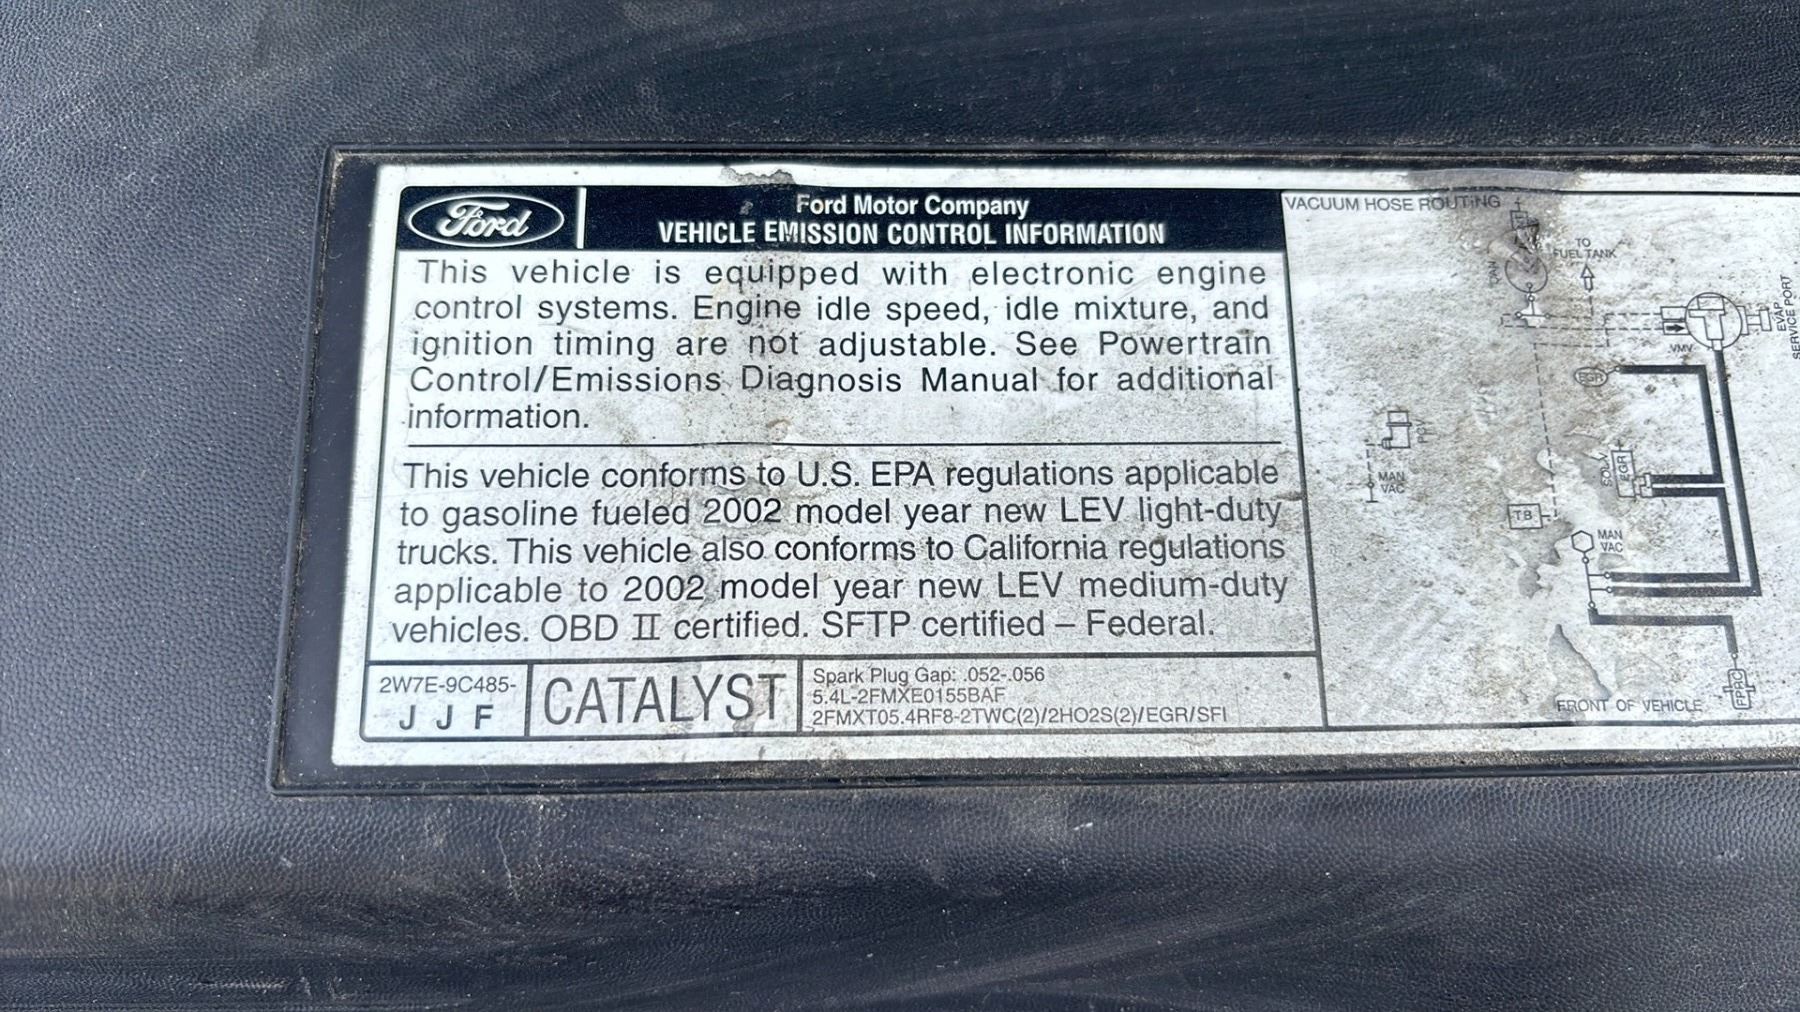 Ford
Ford Motor Company
VEHICLE EMISSION CONTROL INFORMATION
This vehicle is equipped with electronic engine
control systems. Engine idle speed, idle mixture, and
ignition timing are not adjustable. See Powertrain
Control/Emissions Diagnosis Manual for additional
information.
This vehicle conforms to U.S. EPA regulations applicable
to gasoline fueled 2002 model year new LEV light-duty
trucks. This vehicle also conforms to California regulations
applicable to 2002 model year new LEV medium-duty
vehicles. OBD II certified. SFTP certified – Federal.
2W7E-9C485-
J J F
CATALYST
Spark Plug Gap: .052-.056
5.4L-2FMXE0155BAF
2FMXT05.4RF8-2TWC(2)/2HO2S(2)/EGR/SFI
VACUUM HOSE ROUTING
CAN
TO
FUEL TANK
EVAP
SERVICE PORT
VMV
EGR
PCV
MAN
VAC
SOLV
EGR
TB
MAN
VAC
FPRC
FRONT OF VEHICLE